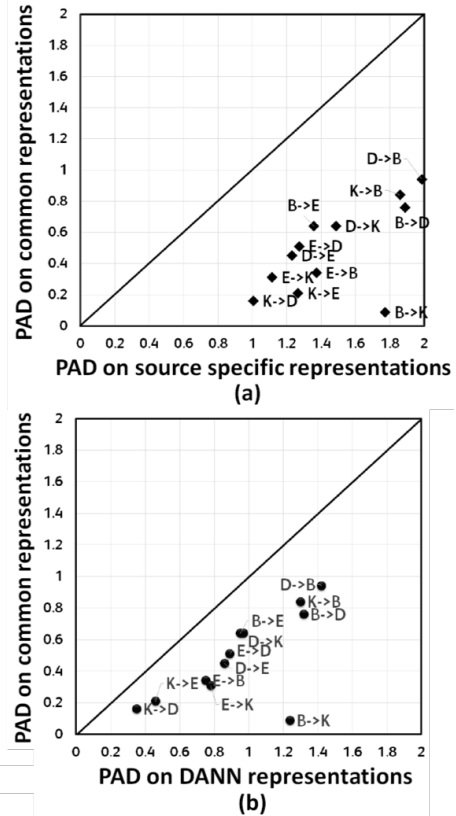 PAD on common representations
2
1.8
1.6
1.4
1.2
1
0.8
0.6
0.4
0.2
0
D->B
K->B
B->D
B->E
D->K
E->D
D->E
E->B
E->K
K->E
K->D
B->K
0 0.2 0.4 0.6 0.8 1 1.2 1.4 1.6 1.8 2
PAD on source specific representations
(a)
PAD on common representations
2
1.8
1.6
1.4
1.2
1
0.8
0.6
0.4
0.2
0
D->B
K->B
B->D
B->E
D->K
E->D
D->E
K->E
E->B
E->K
K->D
B->K
0 0.2 0.4 0.6 0.8 1 1.2 1.4 1.6 1.8 2
PAD on DANN representations
(b)